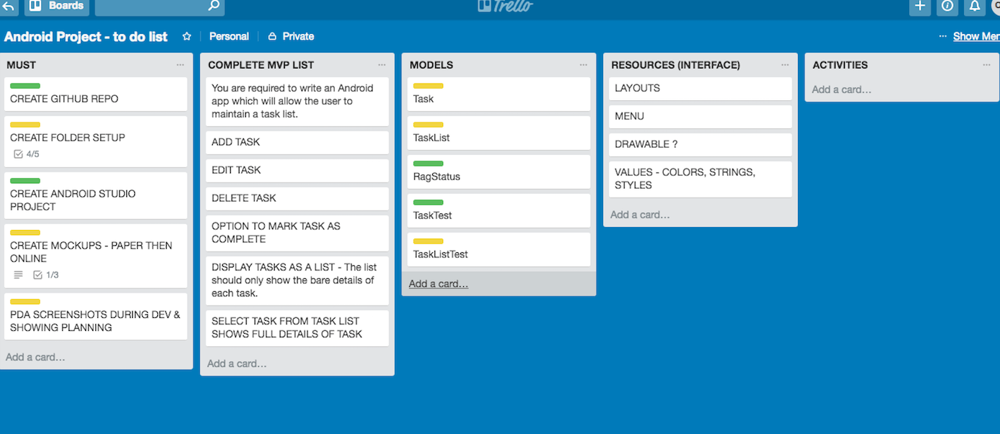 Boards
Trello
Android Project - to do list
Personal
Private
... Show Mer
MUST
CREATE GITHUB REPO
CREATE FOLDER SETUP
4/5
CREATE ANDROID STUDIO
PROJECT
CREATE MOCKUPS - PAPER THEN
ONLINE
1/3
PDA SCREENSHOTS DURING DEV &
SHOWING PLANNING
Add a card...
COMPLETE MVP LIST
You are required to write an Android
app which will allow the user to
maintain a task list.
ADD TASK
EDIT TASK
DELETE TASK
OPTION TO MARK TASK AS
COMPLETE
DISPLAY TASKS AS A LIST - The list
should only show the bare details of
each task.
SELECT TASK FROM TASK LIST
SHOWS FULL DETAILS OF TASK
Add a card...
MODELS
Task
TaskList
RagStatus
TaskTest
TaskListTest
Add a card...
RESOURCES (INTERFACE)
LAYOUTS
MENU
DRAWABLE ?
VALUES - COLORS, STRINGS,
STYLES
Add a card...
ACTIVITIES
Add a card...